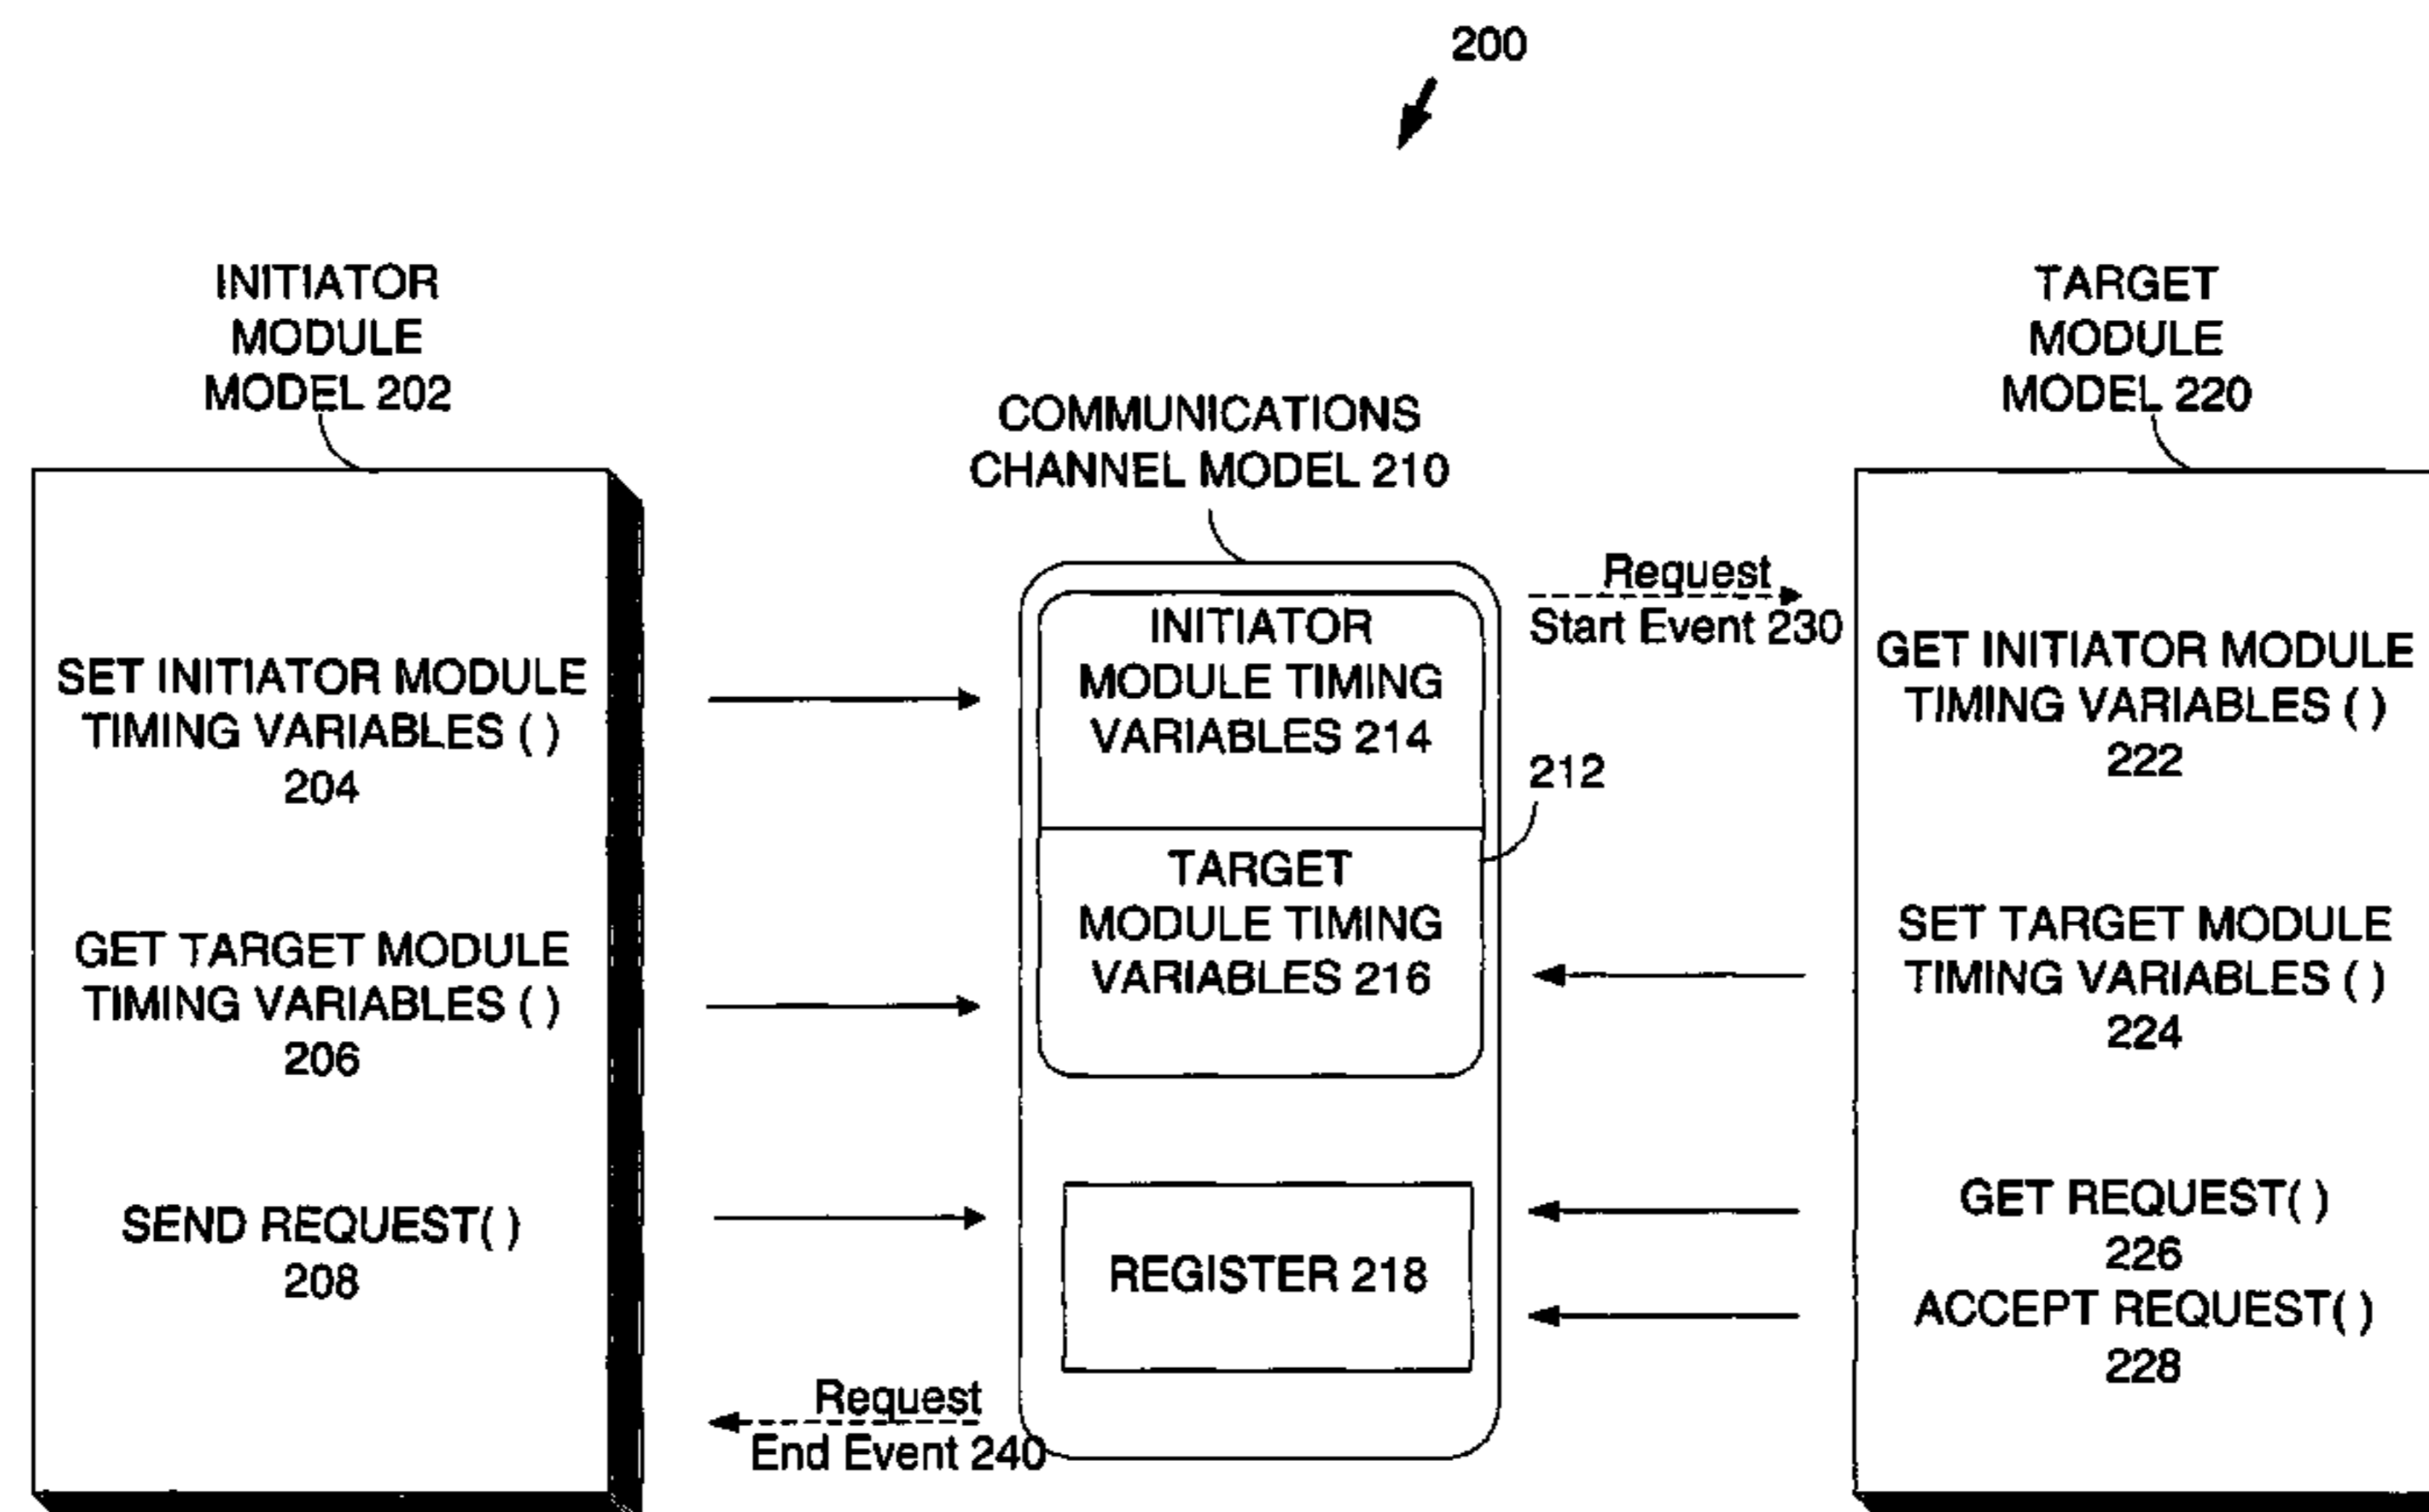 200
INITIATOR
MODULE
MODEL 202
SET INITIATOR MODULE
TIMING VARIABLES ( )
204
GET TARGET MODULE
TIMING VARIABLES ( )
206
SEND REQUEST( )
208
COMMUNICATIONS
CHANNEL MODEL 210
INITIATOR
MODULE TIMING
VARIABLES 214
212
TARGET
MODULE TIMING
VARIABLES 216
REGISTER 218
Request
Start Event 230
Request
End Event 240
TARGET
MODULE
MODEL 220
GET INITIATOR MODULE
TIMING VARIABLES ( )
222
SET TARGET MODULE
TIMING VARIABLES ( )
224
GET REQUEST( )
226
ACCEPT REQUEST( )
228